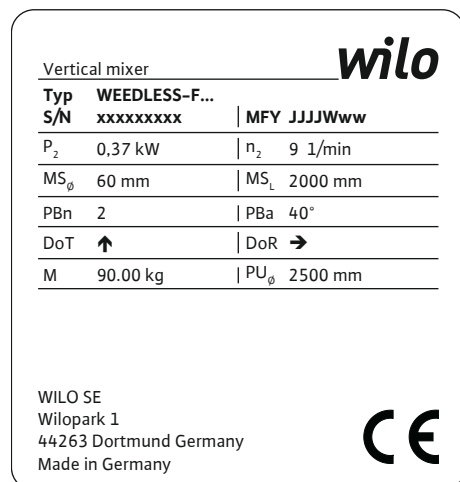 wilo
Vertical mixer
Typ WEEDLESS-F...
S/N xxxxxxxxx | MFY JJJJWww
P₂ 0,37 kW | n₂ 9 1/min
MSø 60 mm | MSL 2000 mm
PBn 2 | PBa 40°
DoT ↑ | DoR →
M 90.00 kg | PUø 2500 mm
WILO SE
Wilopark 1
44263 Dortmund Germany
Made in Germany
CE